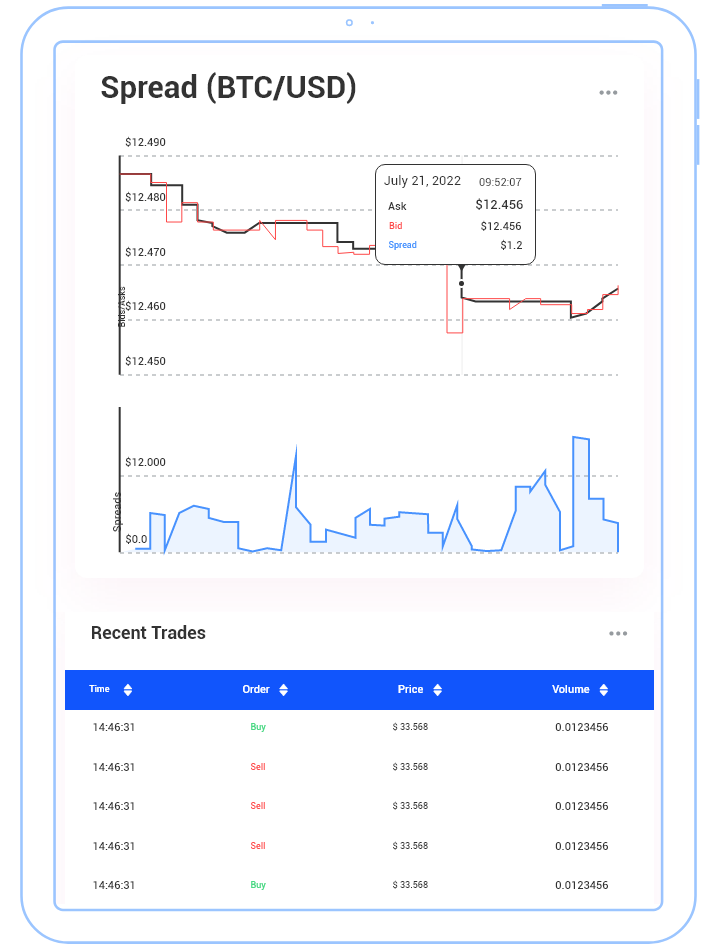 Spread (BTC/USD)
$12.490
July 21, 2022 09:52:07
$12.480
Ask $12.456
Bid $12.456
Spread $1.2
$12.470
Bids/Asks
$12.460
$12.450
$12.000
Spreads
$0.0
Recent Trades
Time Order Price Volume
14:46:31 Buy $ 33.568 0.0123456
14:46:31 Sell $ 33.568 0.0123456
14:46:31 Sell $ 33.568 0.0123456
14:46:31 Sell $ 33.568 0.0123456
14:46:31 Buy $ 33.568 0.0123456